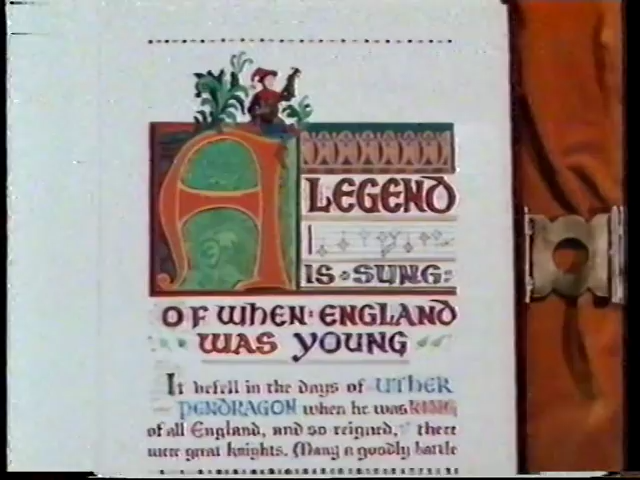 A LEGEND
IS SUNG:
OF WHEN: ENGLAND
WAS YOUNG
It befell in the days of UTHER
PENDRAGON when he was KING
of all England, and so reigned, there
were great knights. Many a goodly battle